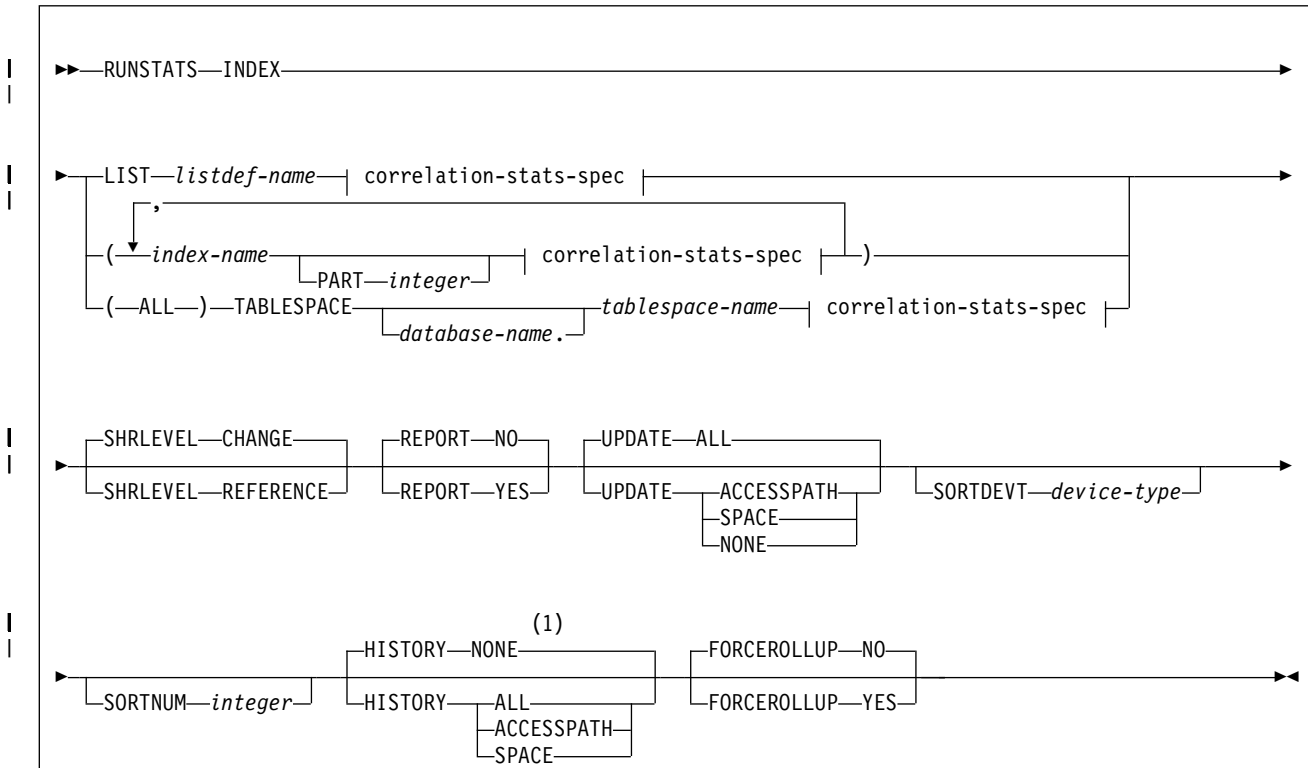 RUNSTATS INDEX
LIST listdef-name correlation-stats-spec
,
( index-name correlation-stats-spec )
PART integer
( ALL ) TABLESPACE tablespace-name correlation-stats-spec
database-name.
SHRLEVEL CHANGE REPORT NO UPDATE ALL
SHRLEVEL REFERENCE REPORT YES UPDATE ACCESSPATH SORTDEVT device-type
SPACE
NONE
(1)
HISTORY NONE FORCEROLLUP NO
SORTNUM integer HISTORY ALL FORCEROLLUP YES
ACCESSPATH
SPACE